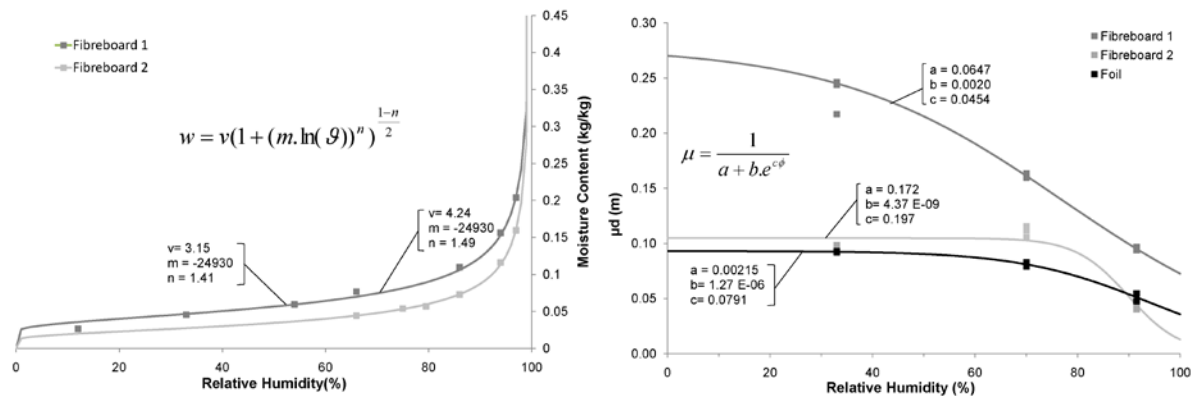 Fibreboard 1
Fibreboard 2
w = v(1 + (m.ln(ϑ))ⁿ)^((1−n)/2)
v= 4.24
m = -24930
n = 1.49
v= 3.15
m = -24930
n = 1.41
0.45
0.4
0.35
0.3
0.25
0.2
0.15
0.1
0.05
0
Moisture Content (kg/kg)
0 20 40 60 80 100
Relative Humidity(%)
0.30
0.25
0.20
0.15
0.10
0.05
0.00
μd (m)
Fibreboard 1
Fibreboard 2
Foil
a = 0.0647
b = 0.0020
c = 0.0454
μ = 1/(a + b.e^(cϕ))
a = 0.172
b= 4.37 E-09
c= 0.197
a = 0.00215
b= 1.27 E-06
c= 0.0791
0 20 40 60 80 100
Relative Humidity (%)